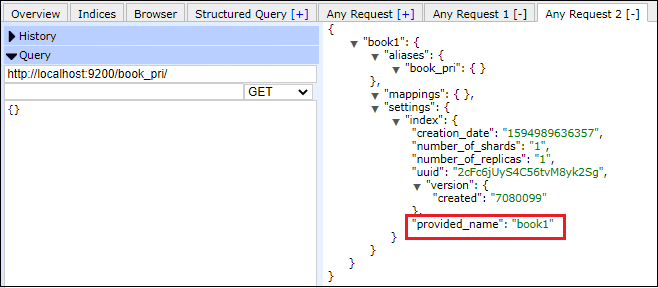 Overview Indices Browser Structured Query [+] Any Request [+] Any Request 1 [-] Any Request 2 [-]
History
Query
http://localhost:9200/book_pri/
GET
{}
{
"book1": {
"aliases": {
"book_pri": { }
},
"mappings": { },
"settings": {
"index": {
"creation_date": "1594989636357",
"number_of_shards": "1",
"number_of_replicas": "1",
"uuid": "2cFc6jUyS4C56tvM8yk2Sg",
"version": {
"created": "7080099"
},
"provided_name": "book1"
}
}
}
}